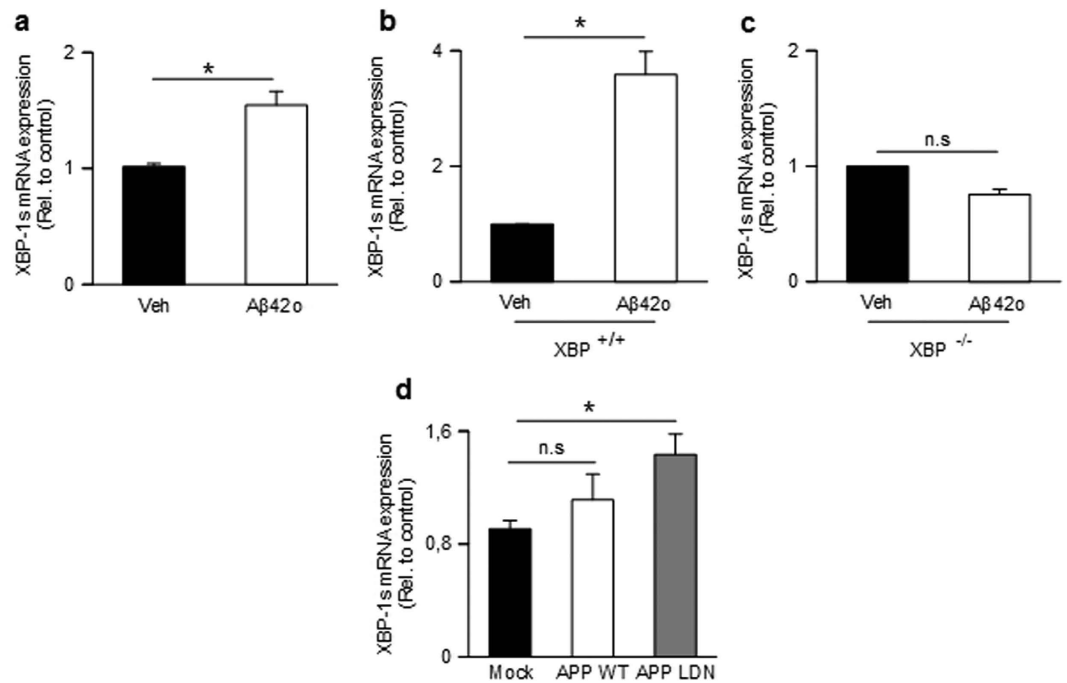 a
XBP-1s mRNA expression
(Rel. to control)
2
1
0
*
Veh
Aβ42o
b
XBP-1s mRNA expression
(Rel. to control)
4
2
0
*
Veh
Aβ42o
XBP +/+
c
XBP-1s mRNA expression
(Rel. to control)
2
1
0
n.s
Veh
Aβ42o
XBP -/-
d
XBP-1s mRNA expression
(Rel. to control)
1,6
0,8
0
*
n.s
Mock
APP WT
APP LDN